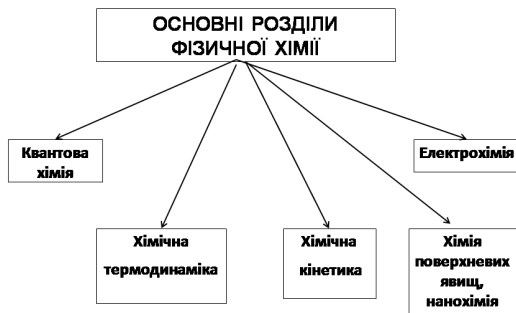 ОСНОВНІ РОЗДІЛИ
ФІЗИЧНОЇ ХІМІЇ
Квантова
хімія
Електрохімія
Хімічна
термодинаміка
Хімічна
кінетика
Хімія
поверхневих
явищ,
нанохімія